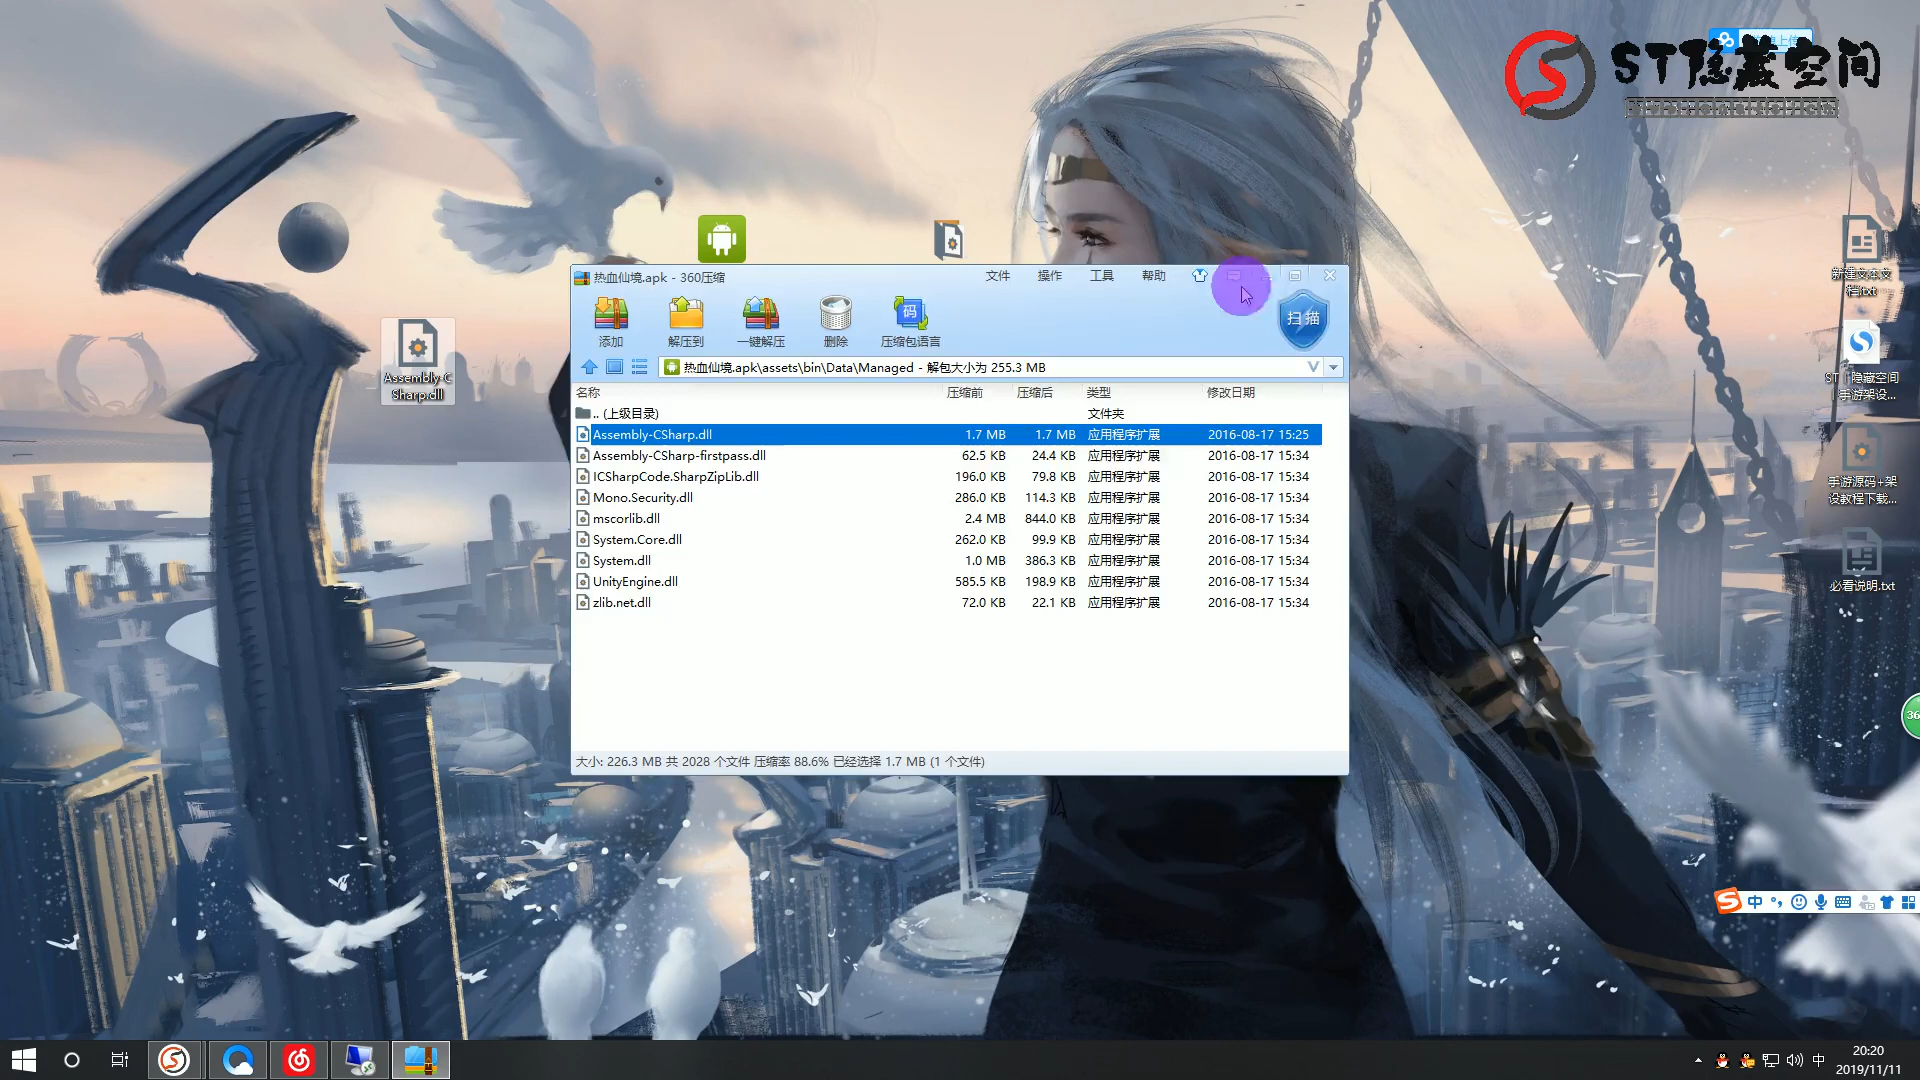 ST隐藏空间
热血仙境.apk - 360压缩
文件 操作 工具 帮助
添加 解压到 一键解压 删除 压缩包语言 扫描
码
热血仙境.apk\assets\bin\Data\Managed - 解包大小为 255.3 MB
名称 压缩前 压缩后 类型 修改日期
.. (上级目录) 文件夹
Assembly-CSharp.dll 1.7 MB 1.7 MB 应用程序扩展 2016-08-17 15:25
Assembly-CSharp-firstpass.dll 62.5 KB 24.4 KB 应用程序扩展 2016-08-17 15:34
ICSharpCode.SharpZipLib.dll 196.0 KB 79.8 KB 应用程序扩展 2016-08-17 15:34
Mono.Security.dll 286.0 KB 114.3 KB 应用程序扩展 2016-08-17 15:34
mscorlib.dll 2.4 MB 844.0 KB 应用程序扩展 2016-08-17 15:34
System.Core.dll 262.0 KB 99.9 KB 应用程序扩展 2016-08-17 15:34
System.dll 1.0 MB 386.3 KB 应用程序扩展 2016-08-17 15:34
UnityEngine.dll 585.5 KB 198.9 KB 应用程序扩展 2016-08-17 15:34
zlib.net.dll 72.0 KB 22.1 KB 应用程序扩展 2016-08-17 15:34
大小: 226.3 MB 共 2028 个文件 压缩率 88.6% 已经选择 1.7 MB (1 个文件)
Assembly-C
Sharp.dll
新建文本文
档.txt
ST丨隐藏空间
丨手游架设...
手游源码+架
设教程下载...
必看说明.txt
36
中
中
20:20
2019/11/11